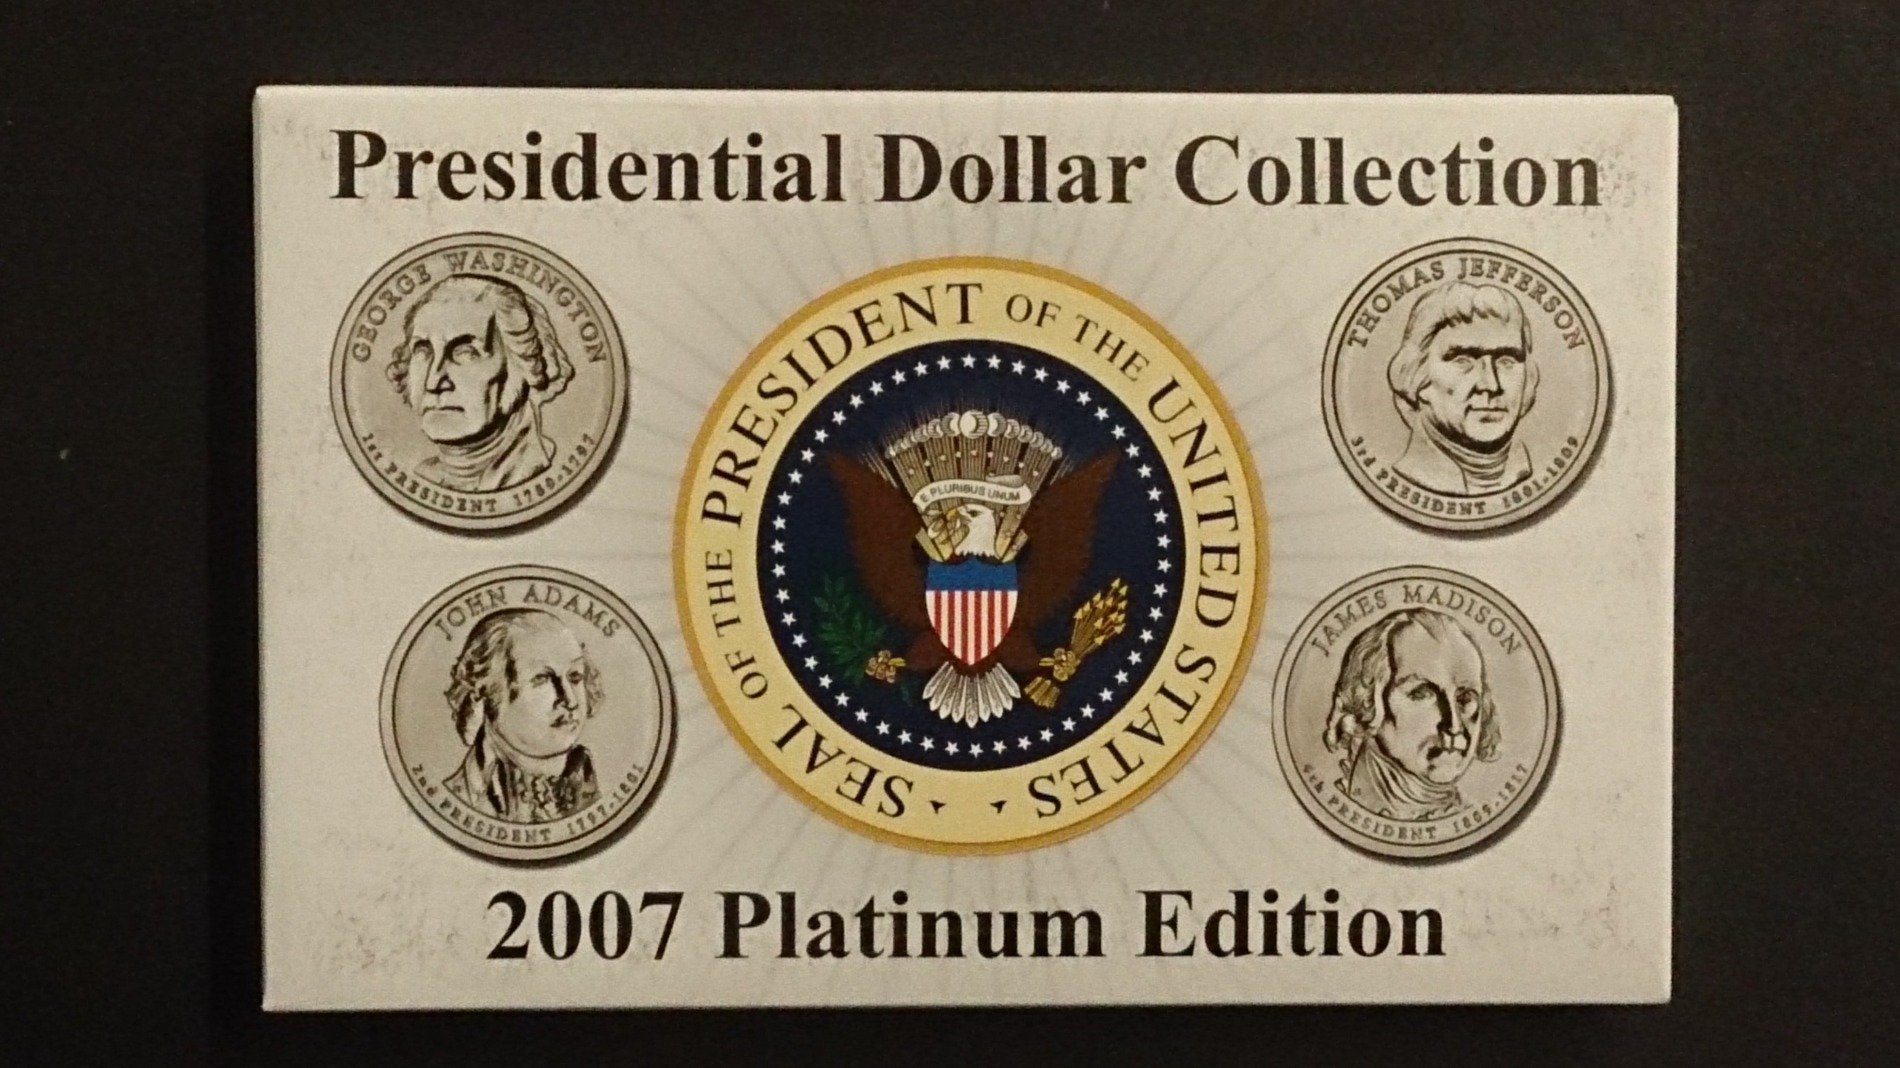 Presidential Dollar Collection
GEORGE WASHINGTON
1st PRESIDENT 1789-1797
THOMAS JEFFERSON
3rd PRESIDENT 1801-1809
SEAL OF THE PRESIDENT OF THE UNITED STATES
E PLURIBUS UNUM
JOHN ADAMS
2nd PRESIDENT 1797-1801
JAMES MADISON
4th PRESIDENT 1809-1817
2007 Platinum Edition